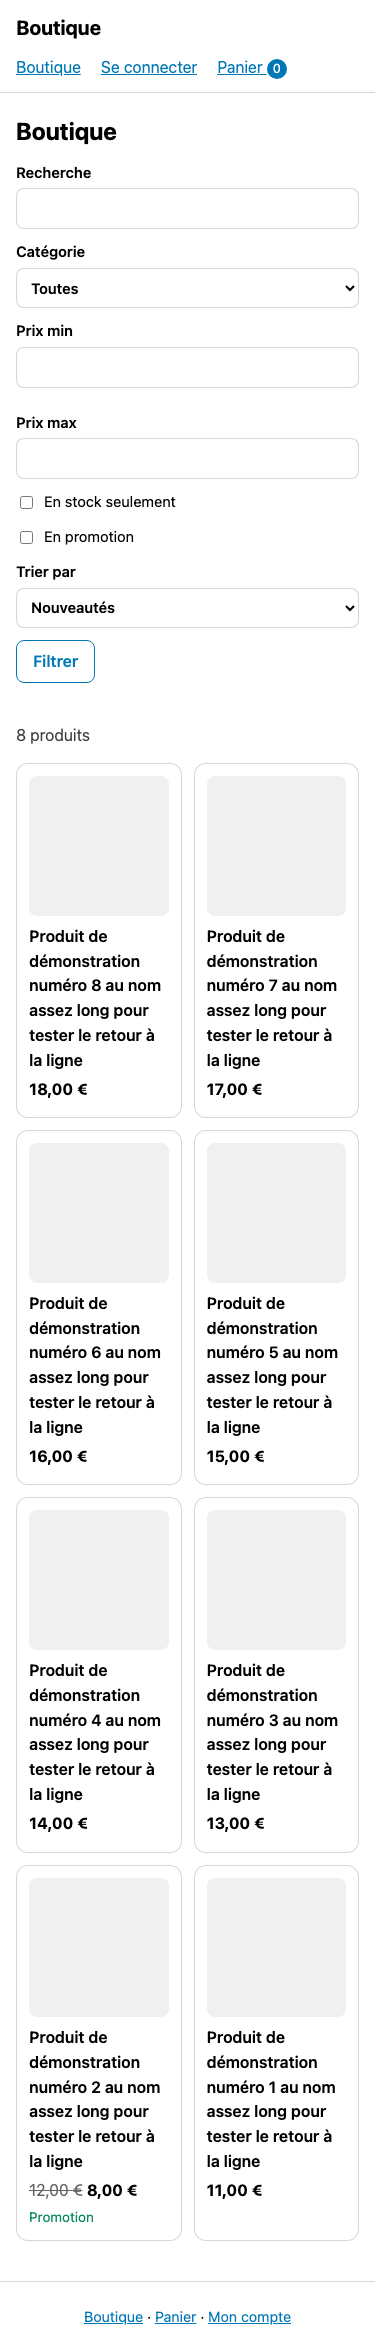 Boutique
Boutique Se connecter Panier 0
Boutique
Recherche
Catégorie
Toutes
Prix min
Prix max
En stock seulement
En promotion
Trier par
Nouveautés
Filtrer
8 produits
Produit de
démonstration
numéro 8 au nom
assez long pour
tester le retour à
la ligne
18,00 €
Produit de
démonstration
numéro 7 au nom
assez long pour
tester le retour à
la ligne
17,00 €
Produit de
démonstration
numéro 6 au nom
assez long pour
tester le retour à
la ligne
16,00 €
Produit de
démonstration
numéro 5 au nom
assez long pour
tester le retour à
la ligne
15,00 €
Produit de
démonstration
numéro 4 au nom
assez long pour
tester le retour à
la ligne
14,00 €
Produit de
démonstration
numéro 3 au nom
assez long pour
tester le retour à
la ligne
13,00 €
Produit de
démonstration
numéro 2 au nom
assez long pour
tester le retour à
la ligne
12,00 € 8,00 €
Promotion
Produit de
démonstration
numéro 1 au nom
assez long pour
tester le retour à
la ligne
11,00 €
Boutique · Panier · Mon compte